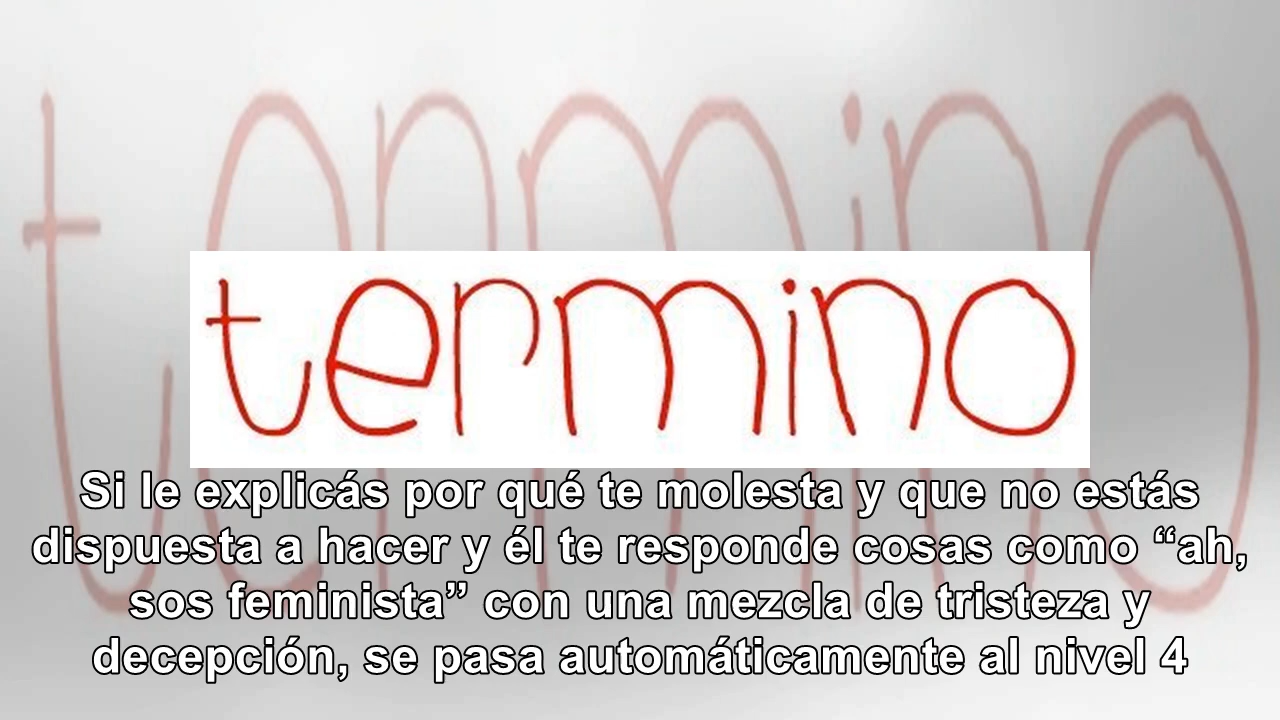 termino
Si le explicás por qué te molesta y que no estás
dispuesta a hacer y él te responde cosas como “ah,
sos feminista” con una mezcla de tristeza y
decepción, se pasa automáticamente al nivel 4